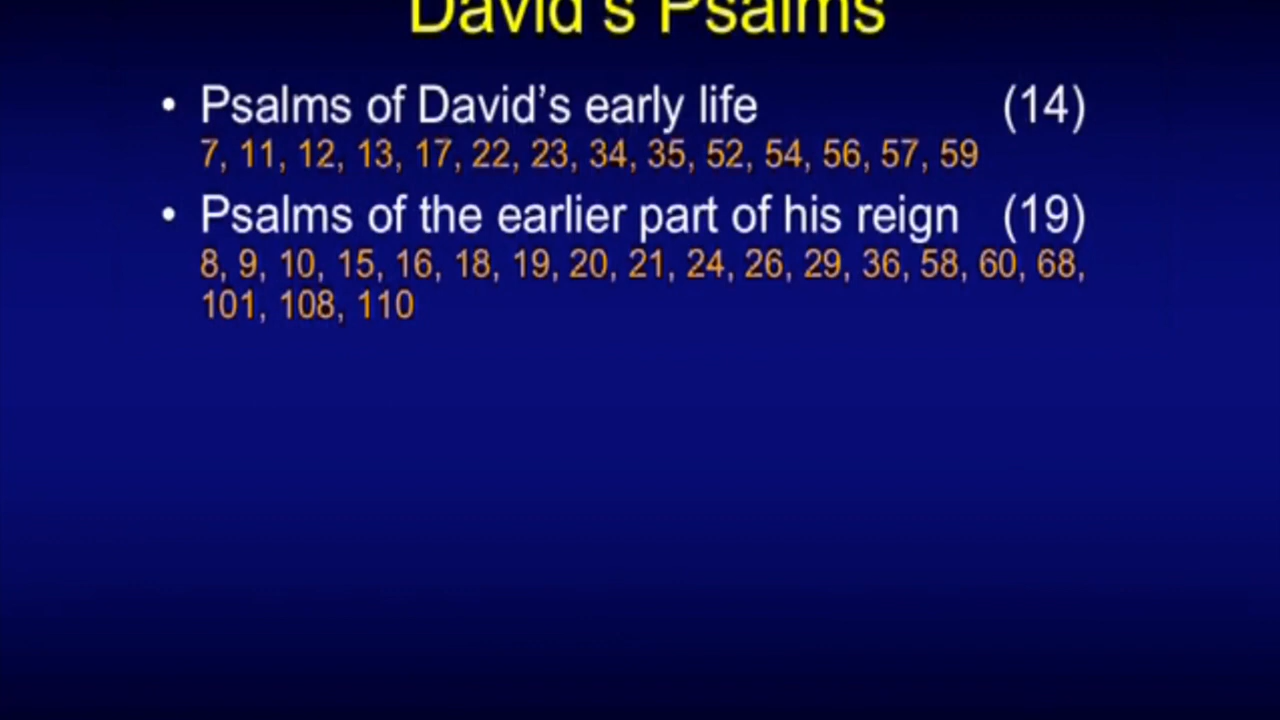 David's Psalms
• Psalms of David's early life (14)
7, 11, 12, 13, 17, 22, 23, 34, 35, 52, 54, 56, 57, 59
• Psalms of the earlier part of his reign (19)
8, 9, 10, 15, 16, 18, 19, 20, 21, 24, 26, 29, 36, 58, 60, 68,
101, 108, 110